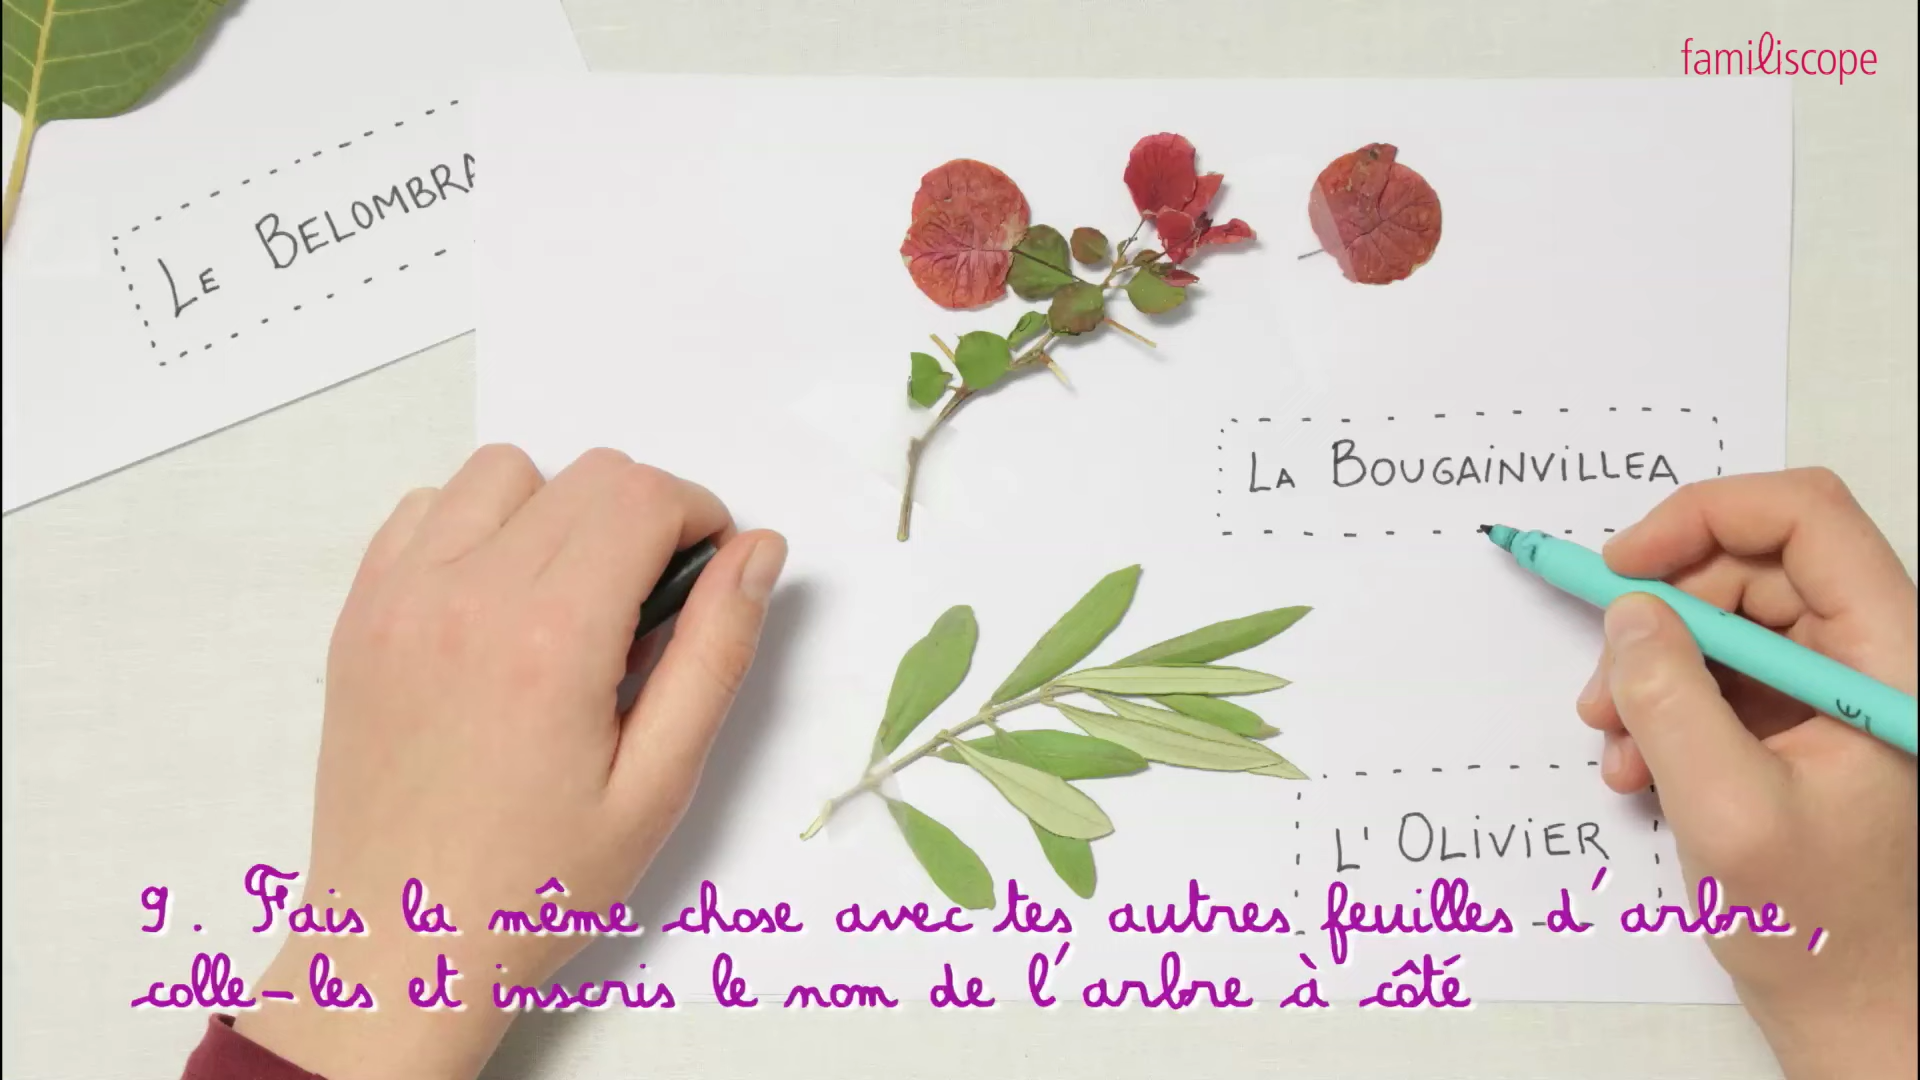 familiscope
Le BELOMBRA
LA BOUGAiNViLLEA
L'OLiViER
9. Fais la même chose avec tes autres feuilles d'arbre,
colle-les et inscris le nom de l'arbre à côté